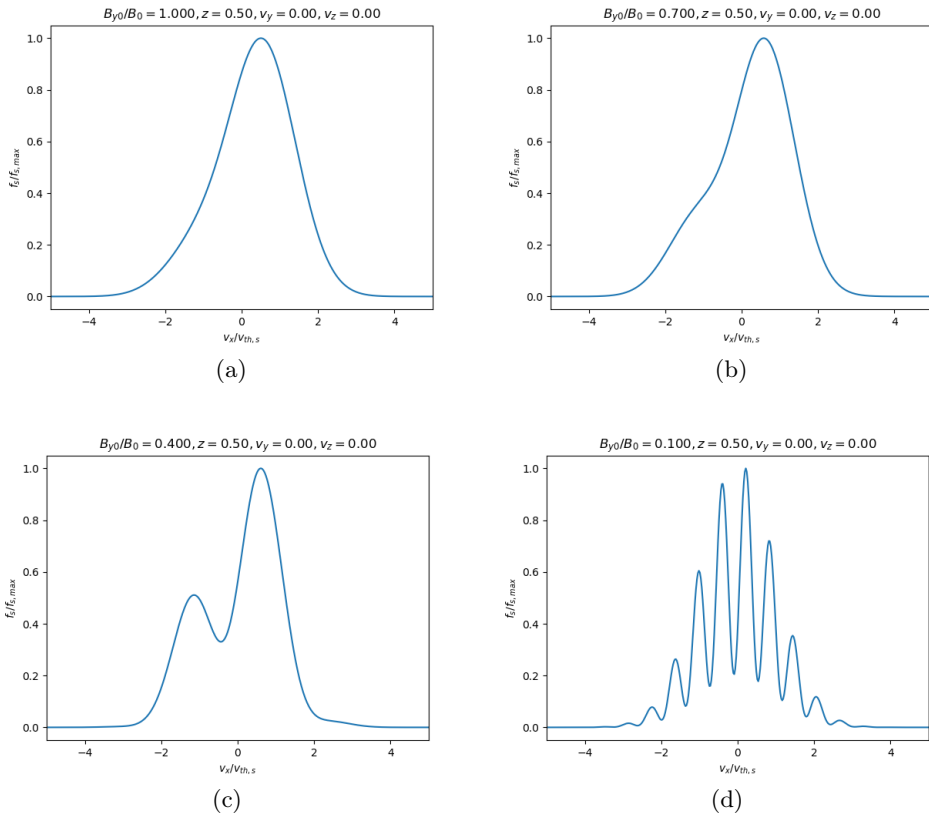 B_{y0}/B_0 = 1.000, z = 0.50, v_y = 0.00, v_z = 0.00
1.0
0.8
0.6
0.4
0.2
0.0
f_s/f_{s,max}
−4 −2 0 2 4
v_x/v_{th,s}
(a)
B_{y0}/B_0 = 0.700, z = 0.50, v_y = 0.00, v_z = 0.00
1.0
0.8
0.6
0.4
0.2
0.0
f_s/f_{s,max}
−4 −2 0 2 4
v_x/v_{th,s}
(b)
B_{y0}/B_0 = 0.400, z = 0.50, v_y = 0.00, v_z = 0.00
1.0
0.8
0.6
0.4
0.2
0.0
f_s/f_{s,max}
−4 −2 0 2 4
v_x/v_{th,s}
(c)
B_{y0}/B_0 = 0.100, z = 0.50, v_y = 0.00, v_z = 0.00
1.0
0.8
0.6
0.4
0.2
0.0
f_s/f_{s,max}
−4 −2 0 2 4
v_x/v_{th,s}
(d)